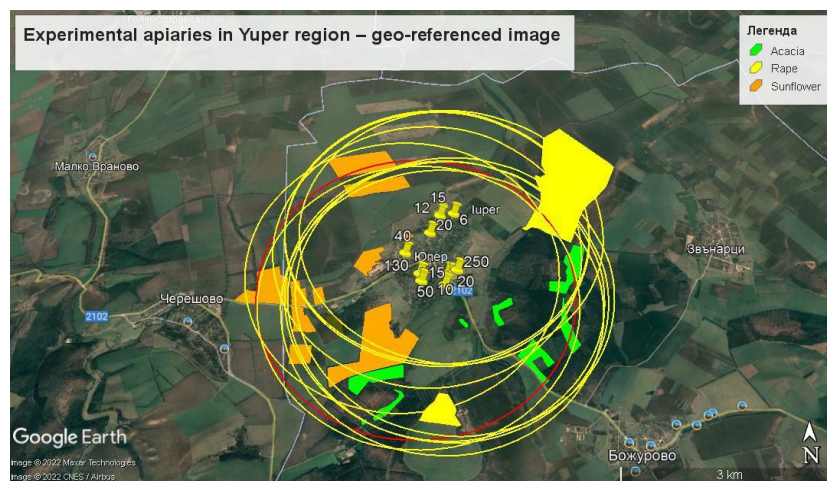 Experimental apiaries in Yuper region – geo-referenced image
Легенда
Acacia
Rape
Sunflower
Малко Враново
15
12
6
Iuper
20
40
Юпер
130
15
250
50
10
20
2102
Звънарци
Черешово
2102
Божурово
Google Earth
Image © 2022 Maxar Technologies
Image © 2022 CNES / Airbus
N
3 km